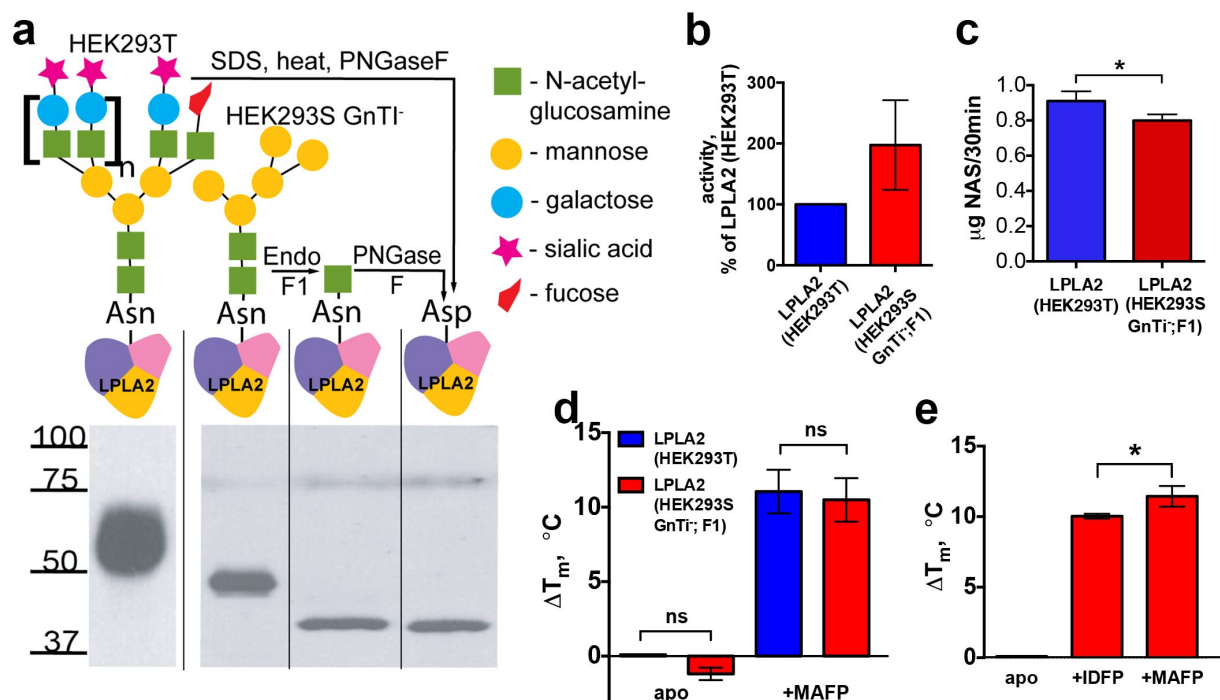 a
HEK293T
SDS, heat, PNGaseF
HEK293S GnTI-
n
Endo
F1
PNGase
F
Asn
Asn
Asn
Asp
LPLA2
LPLA2
LPLA2
LPLA2
100
75
50
37
- N-acetyl-
glucosamine
- mannose
- galactose
- sialic acid
- fucose
b
activity,
% of LPLA2 (HEK293T)
300
200
100
0
LPLA2
(HEK293T)
LPLA2
(HEK293S
GnTi-;F1)
c
µg NAS/30min
1.0
0.8
0.6
0.4
0.2
0.0
*
LPLA2
(HEK293T)
LPLA2
(HEK293S
GnTi-;F1)
d
ΔTm, °C
15
10
5
0
LPLA2
(HEK293T)
LPLA2
(HEK293S
GnTi-; F1)
ns
ns
apo
+MAFP
e
ΔTm, °C
15
10
5
0
*
apo
+IDFP
+MAFP